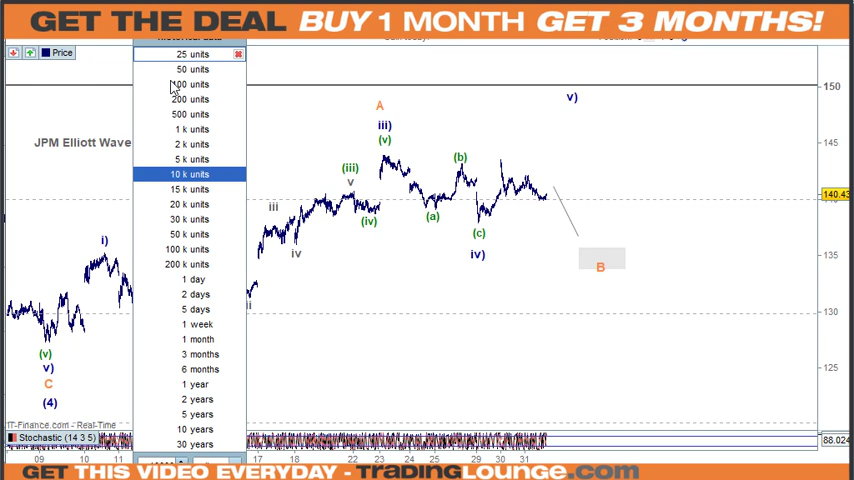 GET THE DEAL BUY 1 MONTH GET 3 MONTHS!
Price
25 units
50 units
100 units
200 units
500 units
1 k units
2 k units
5 k units
10 k units
15 k units
20 k units
30 k units
50 k units
100 k units
200 k units
1 day
2 days
5 days
1 week
1 month
3 months
6 months
1 year
2 years
5 years
10 years
30 years
JPM Elliott Wave
i)
(v)
v)
C
(4)
ii
iii
iv
(iii)
v
(iv)
A
iii)
(v)
(a)
(b)
(c)
iv)
v)
B
150
145
140.43
135
130
125
IT-Finance.com - Real-Time
Stochastic (14 3 5)
88.024
09 10 11 17 18 22 23 24 25 29 30 31
GET THIS VIDEO EVERYDAY - TradingLounge.com